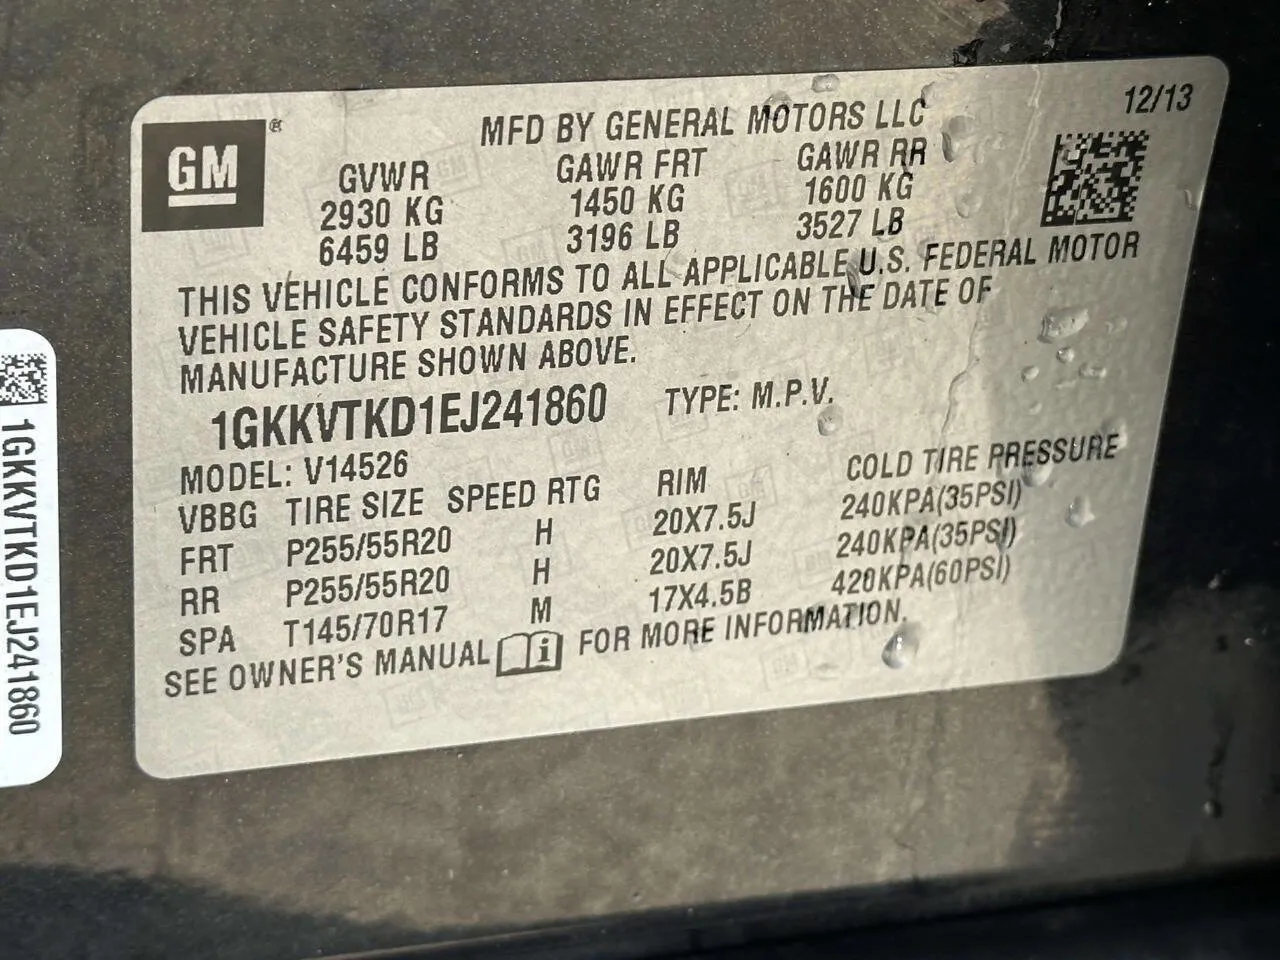 12/13
GM ®
MFD BY GENERAL MOTORS LLC
GVWR GAWR FRT GAWR RR
2930 KG 1450 KG 1600 KG
6459 LB 3196 LB 3527 LB
THIS VEHICLE CONFORMS TO ALL APPLICABLE U.S. FEDERAL MOTOR
VEHICLE SAFETY STANDARDS IN EFFECT ON THE DATE OF
MANUFACTURE SHOWN ABOVE.
1GKKVTKD1EJ241860 TYPE: M.P.V.
MODEL: V14526
VBBG TIRE SIZE SPEED RTG RIM COLD TIRE PRESSURE
FRT P255/55R20 H 20X7.5J 240KPA(35PSI)
RR P255/55R20 H 20X7.5J 240KPA(35PSI)
SPA T145/70R17 M 17X4.5B 420KPA(60PSI)
SEE OWNER'S MANUAL i FOR MORE INFORMATION.
1GKKVTKD1EJ241860